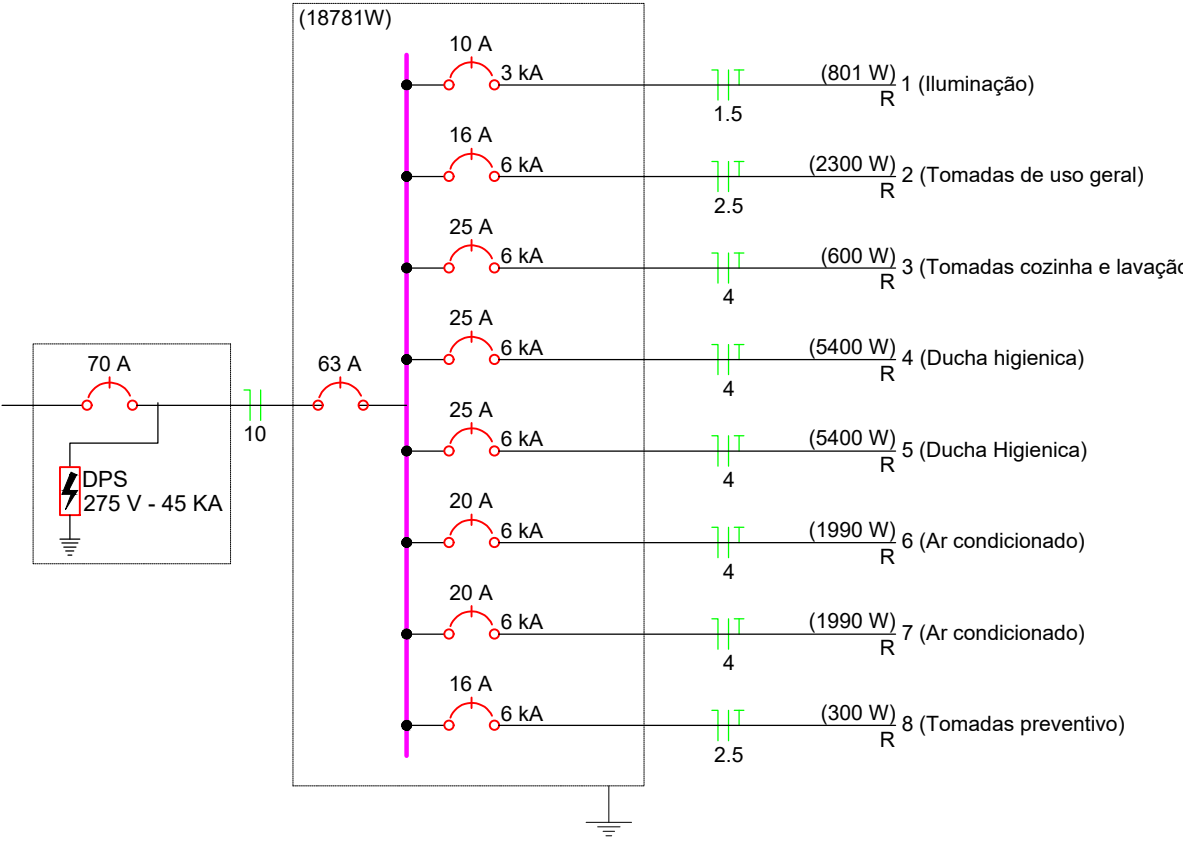 (18781W)
10 A
3 kA
1.5
(801 W)
R
1 (Iluminação)
16 A
6 kA
2.5
(2300 W)
R
2 (Tomadas de uso geral)
25 A
6 kA
4
(600 W)
R
3 (Tomadas cozinha e lavação
25 A
6 kA
4
(5400 W)
R
4 (Ducha higienica)
70 A
10
63 A
DPS
275 V - 45 KA
25 A
6 kA
4
(5400 W)
R
5 (Ducha Higienica)
20 A
6 kA
4
(1990 W)
R
6 (Ar condicionado)
20 A
6 kA
4
(1990 W)
R
7 (Ar condicionado)
16 A
6 kA
2.5
(300 W)
R
8 (Tomadas preventivo)